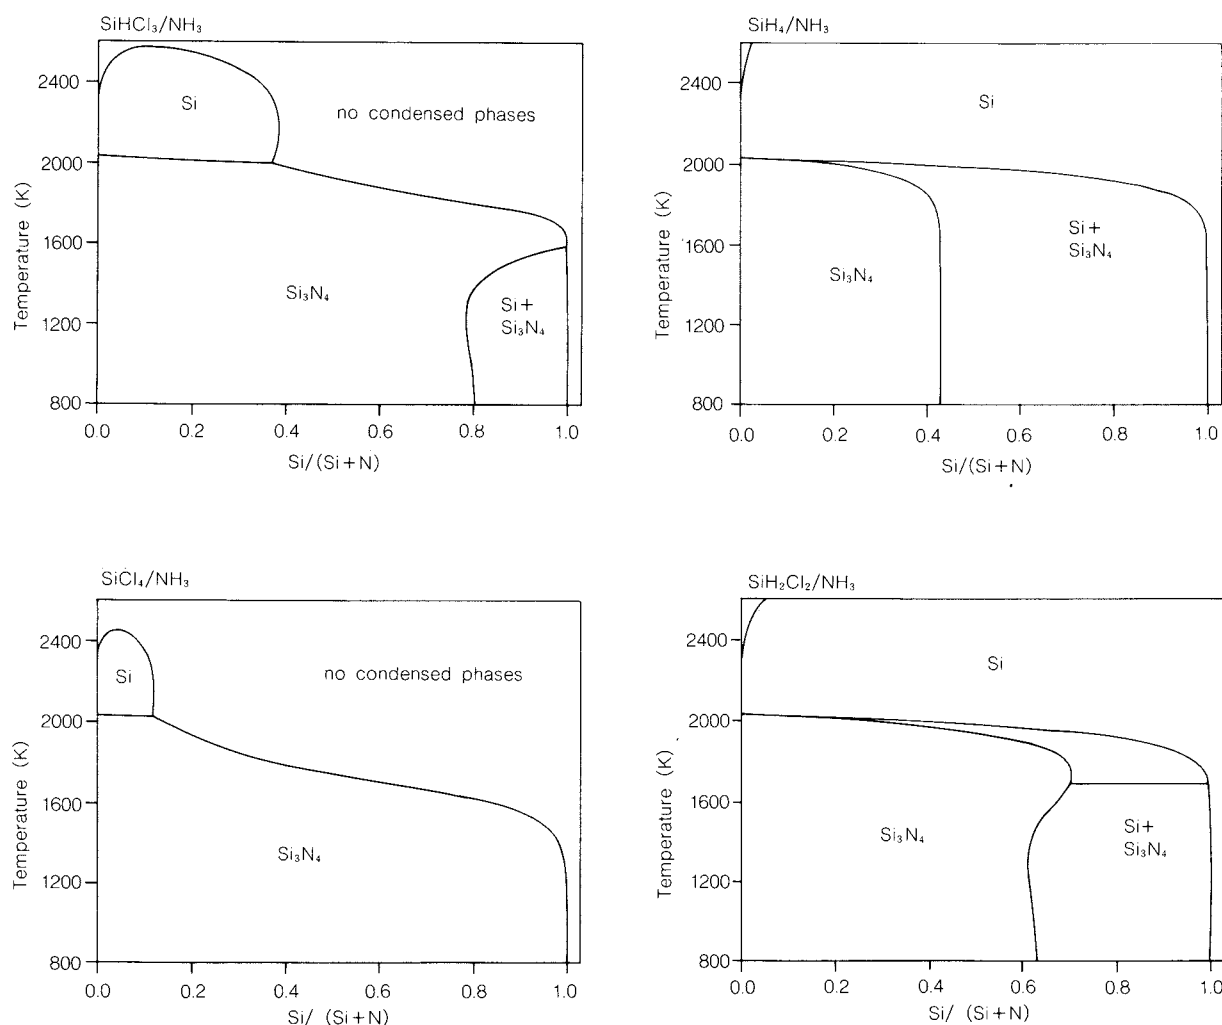 SiHCl₃/NH₃
2400
2000
1600
1200
800
Temperature (K)
Si
no condensed phases
Si₃N₄
Si+
Si₃N₄
0.0 0.2 0.4 0.6 0.8 1.0
Si/(Si+N)
SiH₄/NH₃
2400
2000
1600
1200
800
Temperature (K)
Si
Si+
Si₃N₄
Si₃N₄
0.0 0.2 0.4 0.6 0.8 1.0
Si/(Si+N)
SiCl₄/NH₃
2400
2000
1600
1200
800
Temperature (K)
Si
no condensed phases
Si₃N₄
0.0 0.2 0.4 0.6 0.8 1.0
Si/ (Si+N)
SiH₂Cl₂/NH₃
2400
2000
1600
1200
800
Temperature (K)
Si
Si₃N₄
Si+
Si₃N₄
0.0 0.2 0.4 0.6 0.8 1.0
Si/ (Si+N)